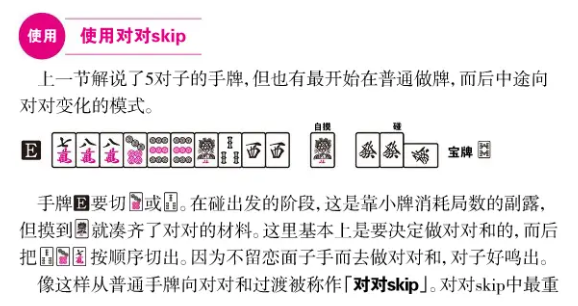 使用 使用对对skip
上一节解说了5对子的手牌，但也有最开始在普通做牌，而后中途向
对对变化的模式。
自摸 碰
E 七萬 八萬 八萬 西 西 宝牌
手牌E要切或。在碰出发的阶段，这是靠小牌消耗局数的副露，
但摸到就凑齐了对对的材料。这里基本上是要决定做对对和的，而后
把按顺序切出。因为不留恋面子手而去做对对和，对子好鸣出。
像这样从普通手牌向对对和过渡被称作「对对skip」。对对skip中最重